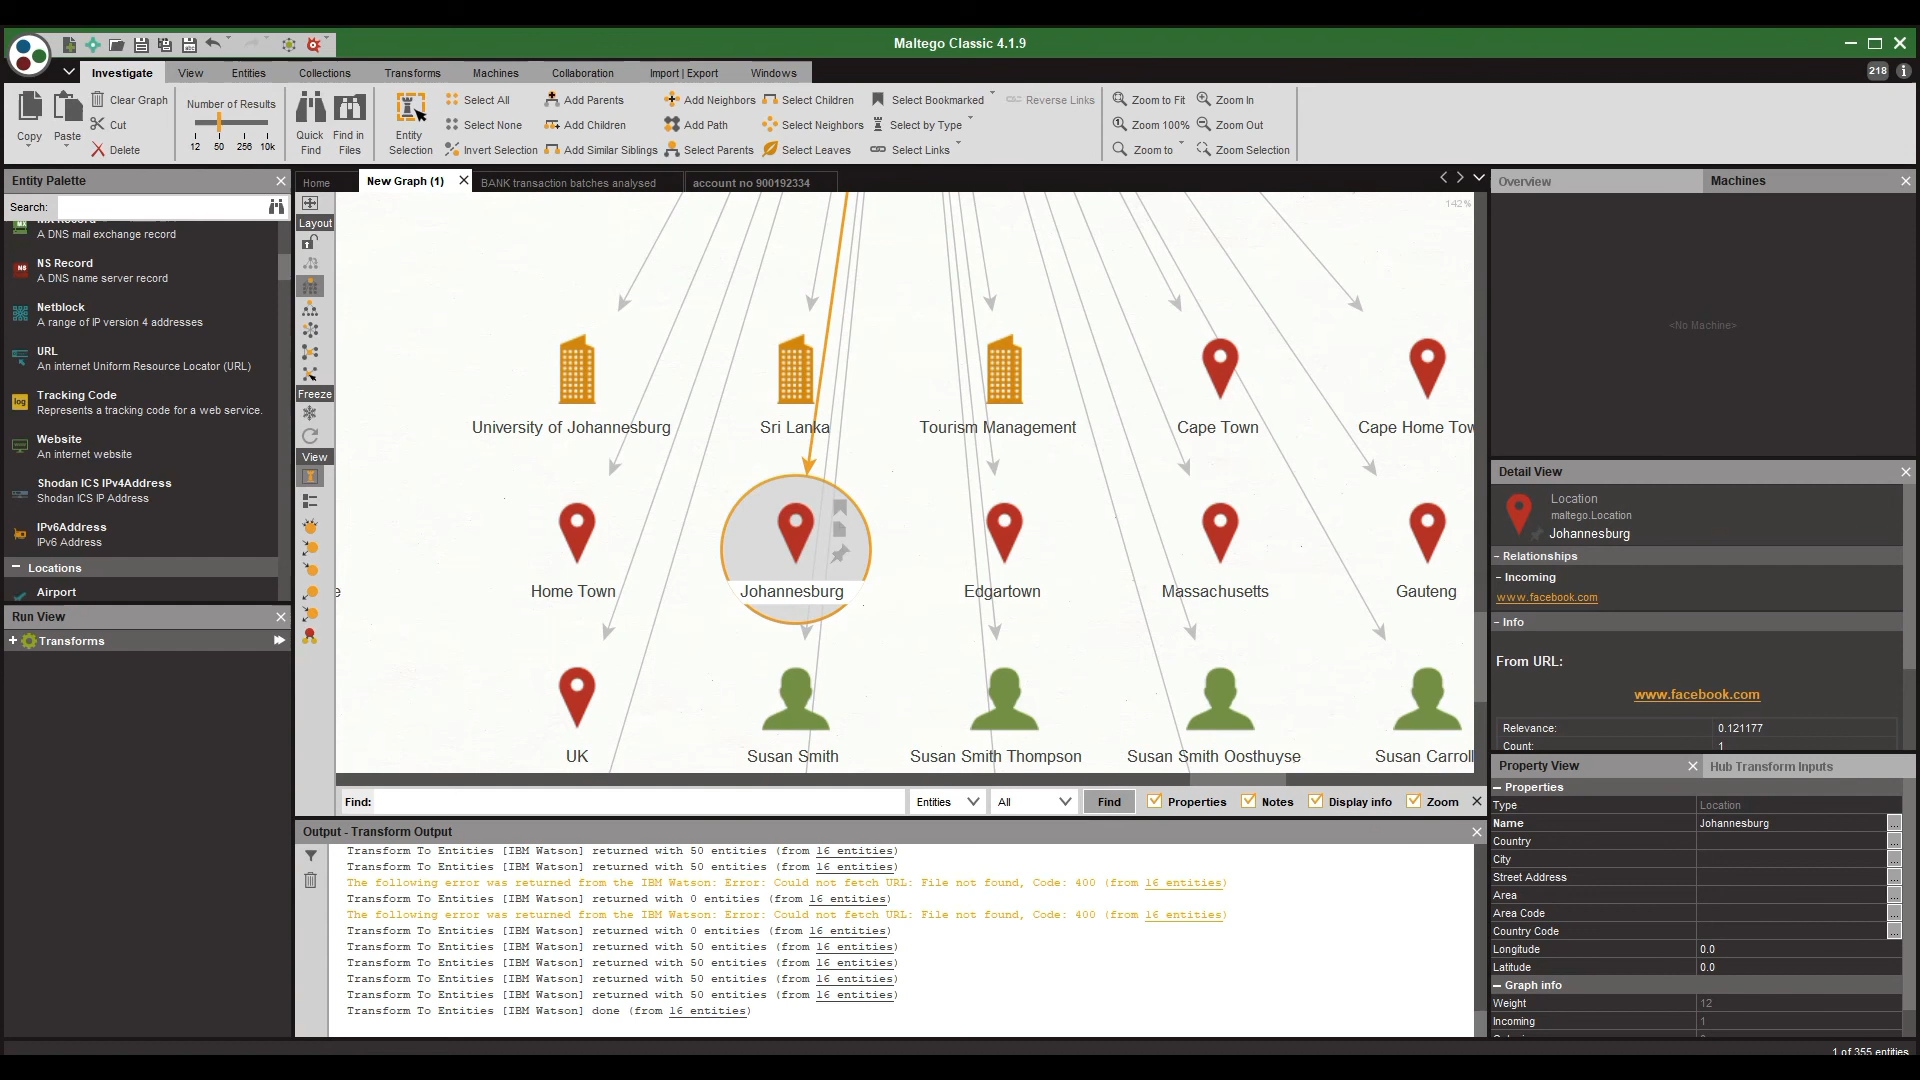 Maltego Classic 4.1.9
Investigate View Entities Collections Transforms Machines Collaboration Import | Export Windows
218
Copy
Paste
Clear Graph
Cut
Delete
Number of Results
12 50 256 10k
Quick Find
Find in Files
Entity Selection
Select All
Select None
Invert Selection
Add Parents
Add Children
Add Similar Siblings
Add Neighbors
Add Path
Select Parents
Select Children
Select Neighbors
Select Leaves
Select Bookmarked
Select by Type
Select Links
Reverse Links
Zoom to Fit
Zoom 100%
Zoom to
Zoom In
Zoom Out
Zoom Selection
Entity Palette
Search:
MX Record
A DNS mail exchange record
NS Record
A DNS name server record
Netblock
A range of IP version 4 addresses
URL
An internet Uniform Resource Locator (URL)
log
Tracking Code
Represents a tracking code for a web service.
Website
An internet website
Shodan ICS IPv4Address
Shodan ICS IP Address
IPv6Address
IPv6 Address
Locations
Airport
Run View
Transforms
Home
New Graph (1)
BANK transaction batches analysed
account no 900192334
Layout
Freeze
View
142%
University of Johannesburg
Sri Lanka
Tourism Management
Cape Town
Cape Home Tow
Home Town
Johannesburg
Edgartown
Massachusetts
Gauteng
UK
Susan Smith
Susan Smith Thompson
Susan Smith Oosthuyse
Susan Carroll
Find:
Entities
All
Find
Properties
Notes
Display info
Zoom
Output - Transform Output
Transform To Entities [IBM Watson] returned with 50 entities (from 16 entities)
Transform To Entities [IBM Watson] returned with 50 entities (from 16 entities)
The following error was returned from the IBM Watson: Error: Could not fetch URL: File not found, Code: 400 (from 16 entities)
Transform To Entities [IBM Watson] returned with 0 entities (from 16 entities)
The following error was returned from the IBM Watson: Error: Could not fetch URL: File not found, Code: 400 (from 16 entities)
Transform To Entities [IBM Watson] returned with 0 entities (from 16 entities)
Transform To Entities [IBM Watson] returned with 50 entities (from 16 entities)
Transform To Entities [IBM Watson] returned with 50 entities (from 16 entities)
Transform To Entities [IBM Watson] returned with 50 entities (from 16 entities)
Transform To Entities [IBM Watson] returned with 50 entities (from 16 entities)
Transform To Entities [IBM Watson] done (from 16 entities)
Overview
Machines
<No Machine>
Detail View
Location
maltego.Location
Johannesburg
Relationships
Incoming
www.facebook.com
Info
From URL:
www.facebook.com
Relevance: 0.121177
Count: 1
Property View
Hub Transform Inputs
Properties
Type Location
Name Johannesburg
Country
City
Street Address
Area
Area Code
Country Code
Longitude 0.0
Latitude 0.0
Graph info
Weight 12
Incoming 1
1 of 355 entities